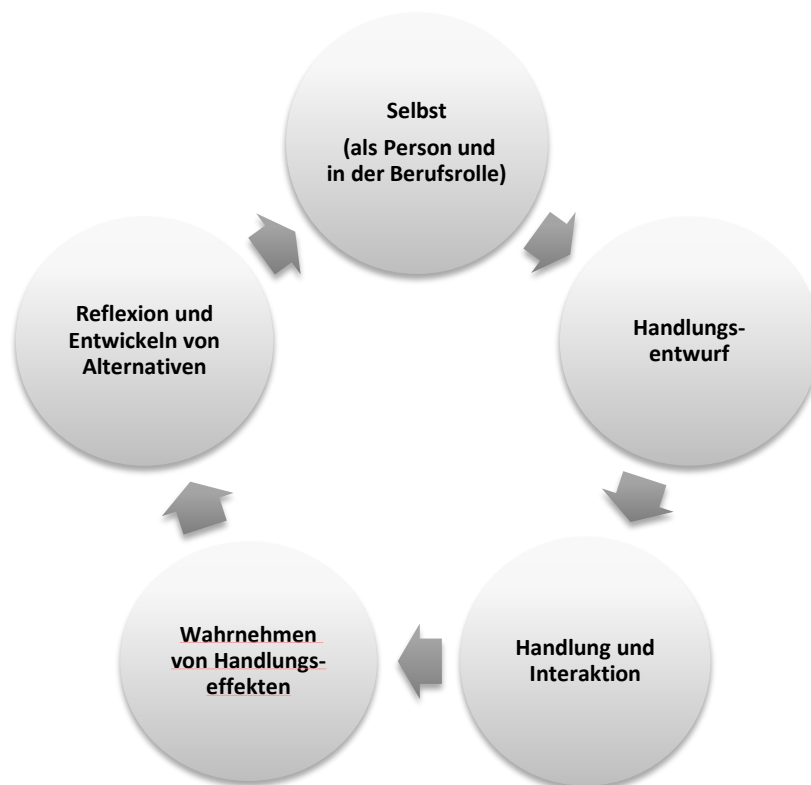 Selbst
(als Person und
in der Berufsrolle)
Handlungs-
entwurf
Handlung und
Interaktion
Wahrnehmen
von Handlungs-
effekten
Reflexion und
Entwickeln von
Alternativen